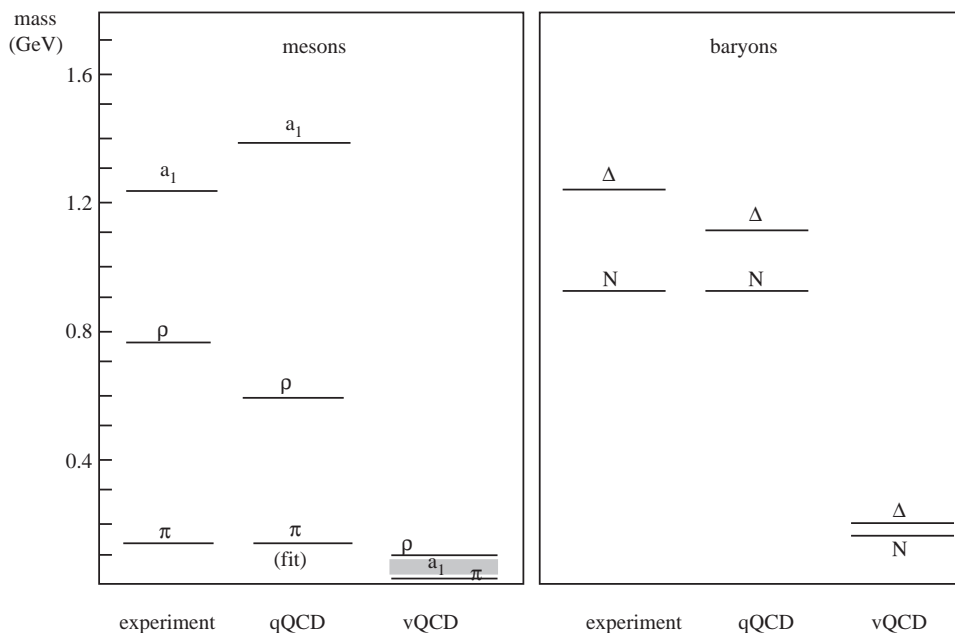 mass
(GeV)
mesons
baryons
1.6
1.2
0.8
0.4
a1
ρ
π
a1
ρ
π
(fit)
ρ
a1
π
Δ
N
Δ
N
Δ
N
experiment
qQCD
vQCD
experiment
qQCD
vQCD